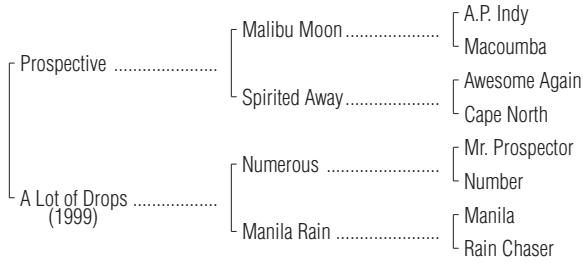 A.P. Indy
Malibu Moon ....................
Macoumba
Prospective .....................
Awesome Again
Spirited Away....................
Cape North
Mr. Prospector
Numerous .....................
Number
A Lot of Drops .................
(1999)
Manila
Manila Rain .....................
Rain Chaser